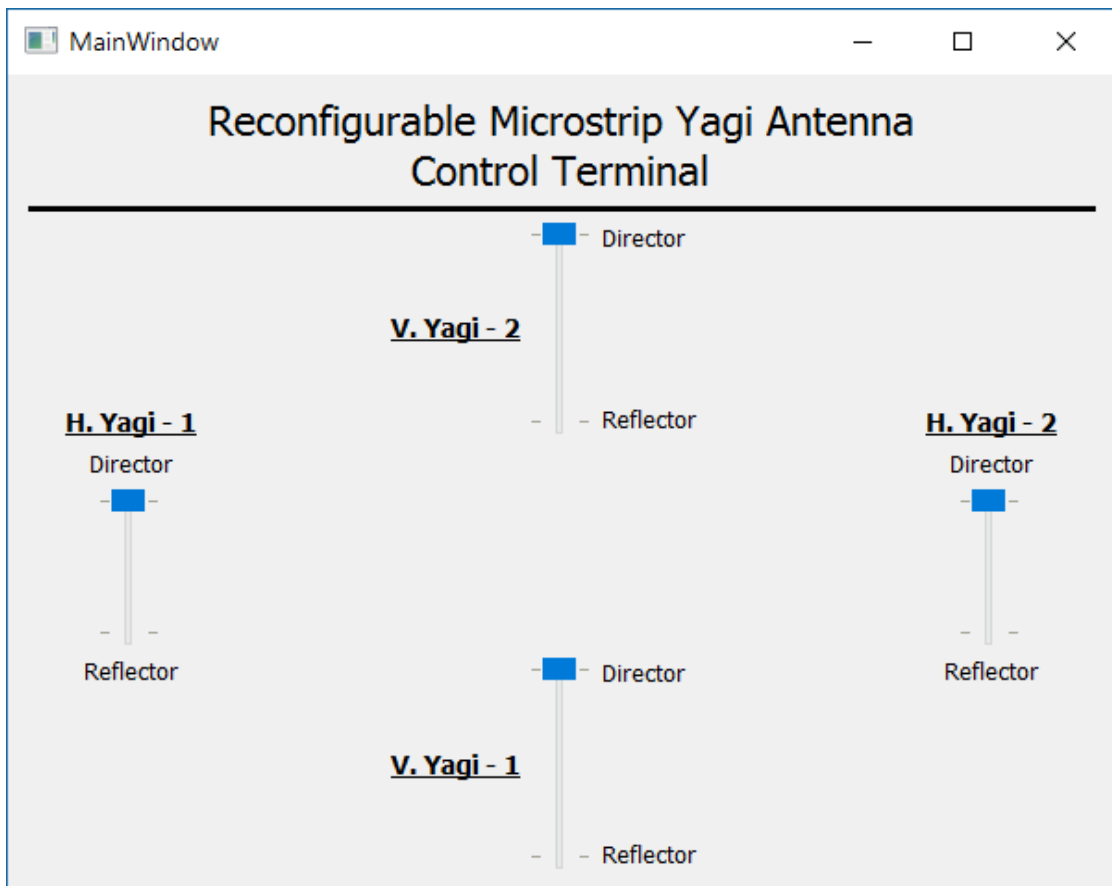 MainWindow
Reconfigurable Microstrip Yagi Antenna
Control Terminal
Director
V. Yagi - 2
Reflector
H. Yagi - 1
Director
Reflector
H. Yagi - 2
Director
Reflector
Director
V. Yagi - 1
Reflector